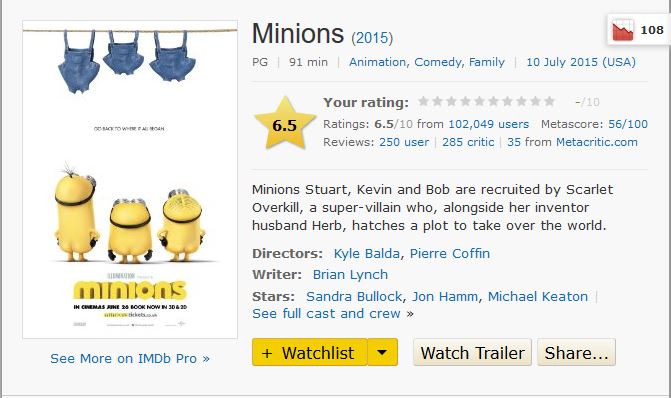 Minions (2015)
108
PG | 91 min | Animation, Comedy, Family | 10 July 2015 (USA)
6.5
Your rating: -/10
Ratings: 6.5/10 from 102,049 users Metascore: 56/100
Reviews: 250 user | 285 critic | 35 from Metacritic.com
Minions Stuart, Kevin and Bob are recruited by Scarlet
Overkill, a super-villain who, alongside her inventor
husband Herb, hatches a plot to take over the world.
Directors: Kyle Balda, Pierre Coffin
Writer: Brian Lynch
Stars: Sandra Bullock, Jon Hamm, Michael Keaton |
See full cast and crew »
+ Watchlist
Watch Trailer
Share...
GO BACK TO WHERE IT ALL BEGAN
ILLUMINATION
minions
IN CINEMAS JUNE 26 BOOK NOW IN 3D & 2D
See More on IMDb Pro »